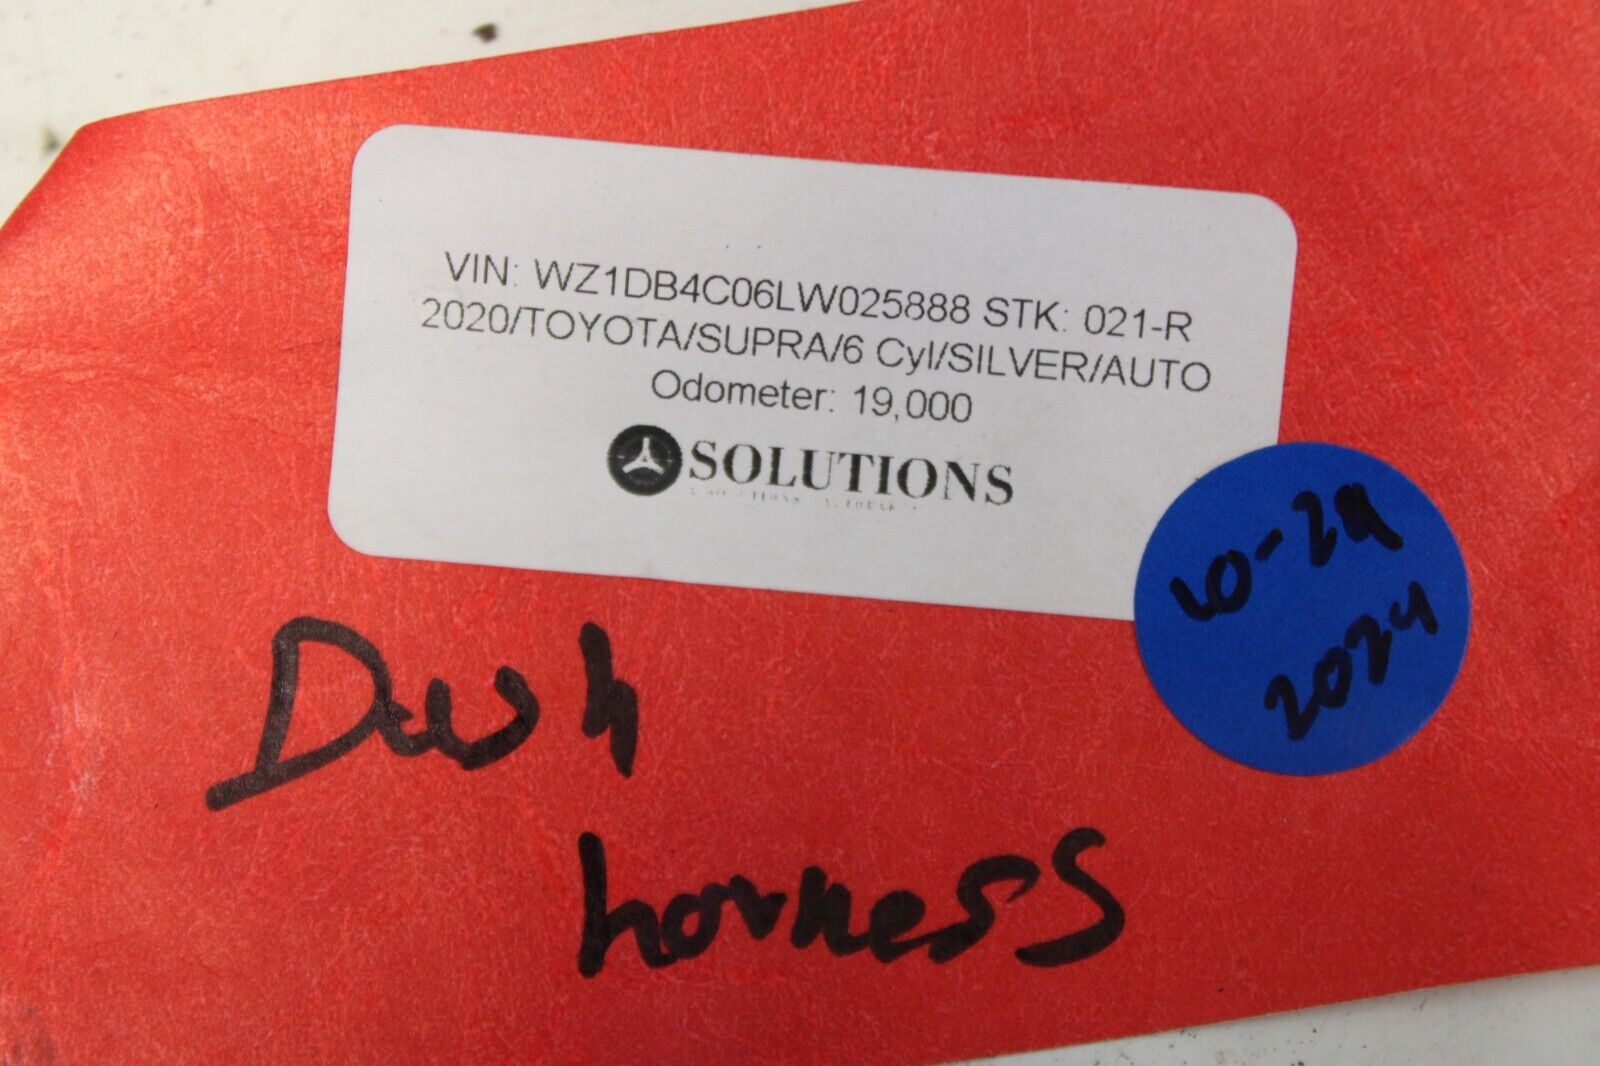 VIN: WZ1DB4C06LW025888 STK: 021-R
2020/TOYOTA/SUPRA/6 Cyl/SILVER/AUTO
Odometer: 19,000
SOLUTIONS
10-29
2024
Dash
harness